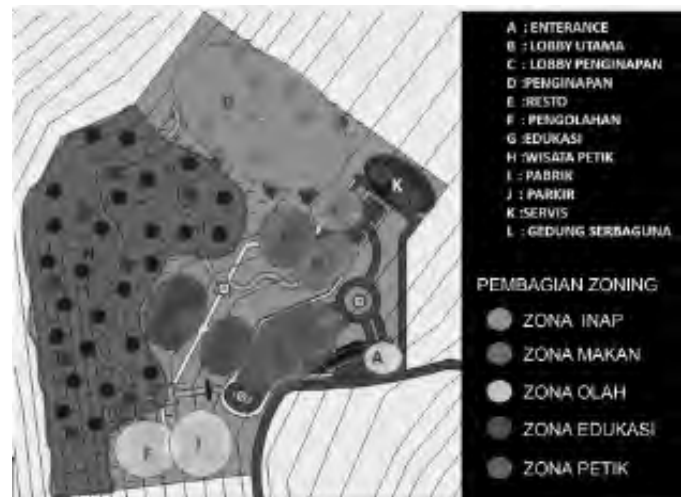 A : ENTERANCE
B : LOBBY UTAMA
C : LOBBY PENGINAPAN
D :PENGINAPAN
E :RESTO
F : PENGOLAHAN
G :EDUKASI
H :WISATA PETIK
I : PABRIK
J : PARKIR
K :SERVIS
L : GEDUNG SERBAGUNA
PEMBAGIAN ZONING
ZONA INAP
ZONA MAKAN
ZONA OLAH
ZONA EDUKASI
ZONA PETIK
D
K
A
F
I